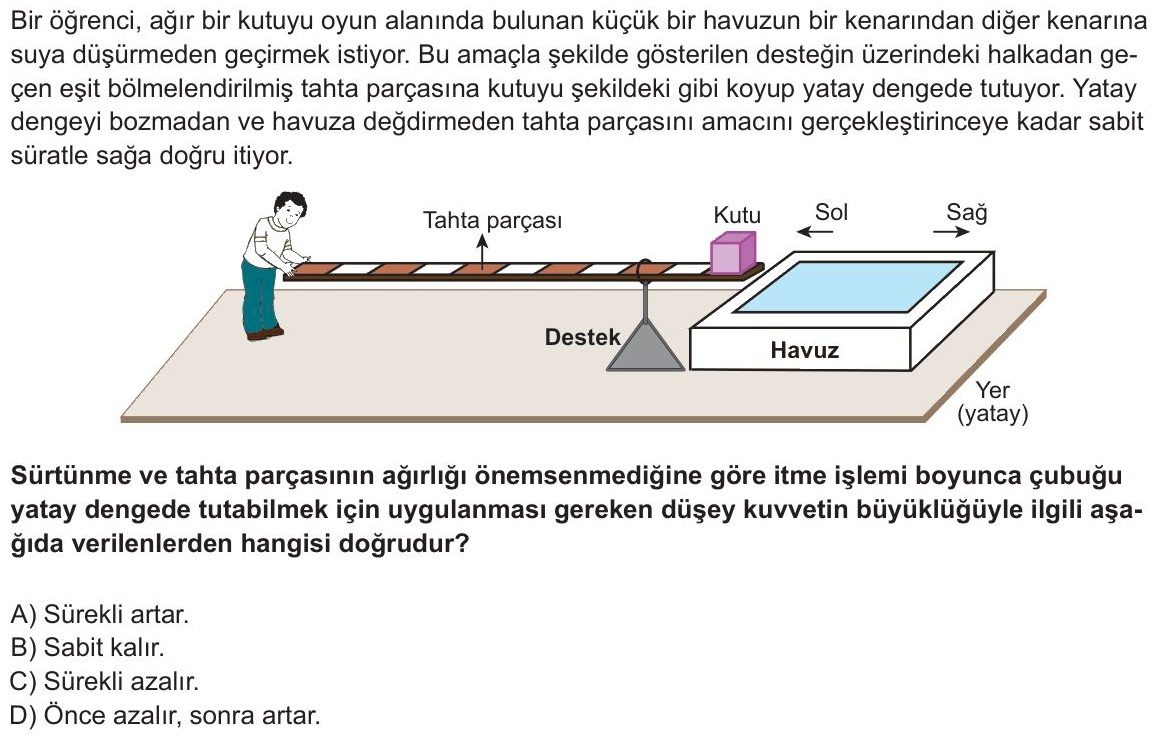 Bir öğrenci, ağır bir kutuyu oyun alanında bulunan küçük bir havuzun bir kenarından diğer kenarına
suya düşürmeden geçirmek istiyor. Bu amaçla şekilde gösterilen desteğin üzerindeki halkadan ge-
çen eşit bölmelendirilmiş tahta parçasına kutuyu şekildeki gibi koyup yatay dengede tutuyor. Yatay
dengeyi bozmadan ve havuza değdirmeden tahta parçasını amacını gerçekleştirinceye kadar sabit
süratle sağa doğru itiyor.
Tahta parçası
Kutu
Sol
Sağ
Destek
Havuz
Yer
(yatay)
Sürtünme ve tahta parçasının ağırlığı önemsenmediğine göre itme işlemi boyunca çubuğu
yatay dengede tutabilmek için uygulanması gereken düşey kuvvetin büyüklüğüyle ilgili aşa-
ğıda verilenlerden hangisi doğrudur?
A) Sürekli artar.
B) Sabit kalır.
C) Sürekli azalır.
D) Önce azalır, sonra artar.